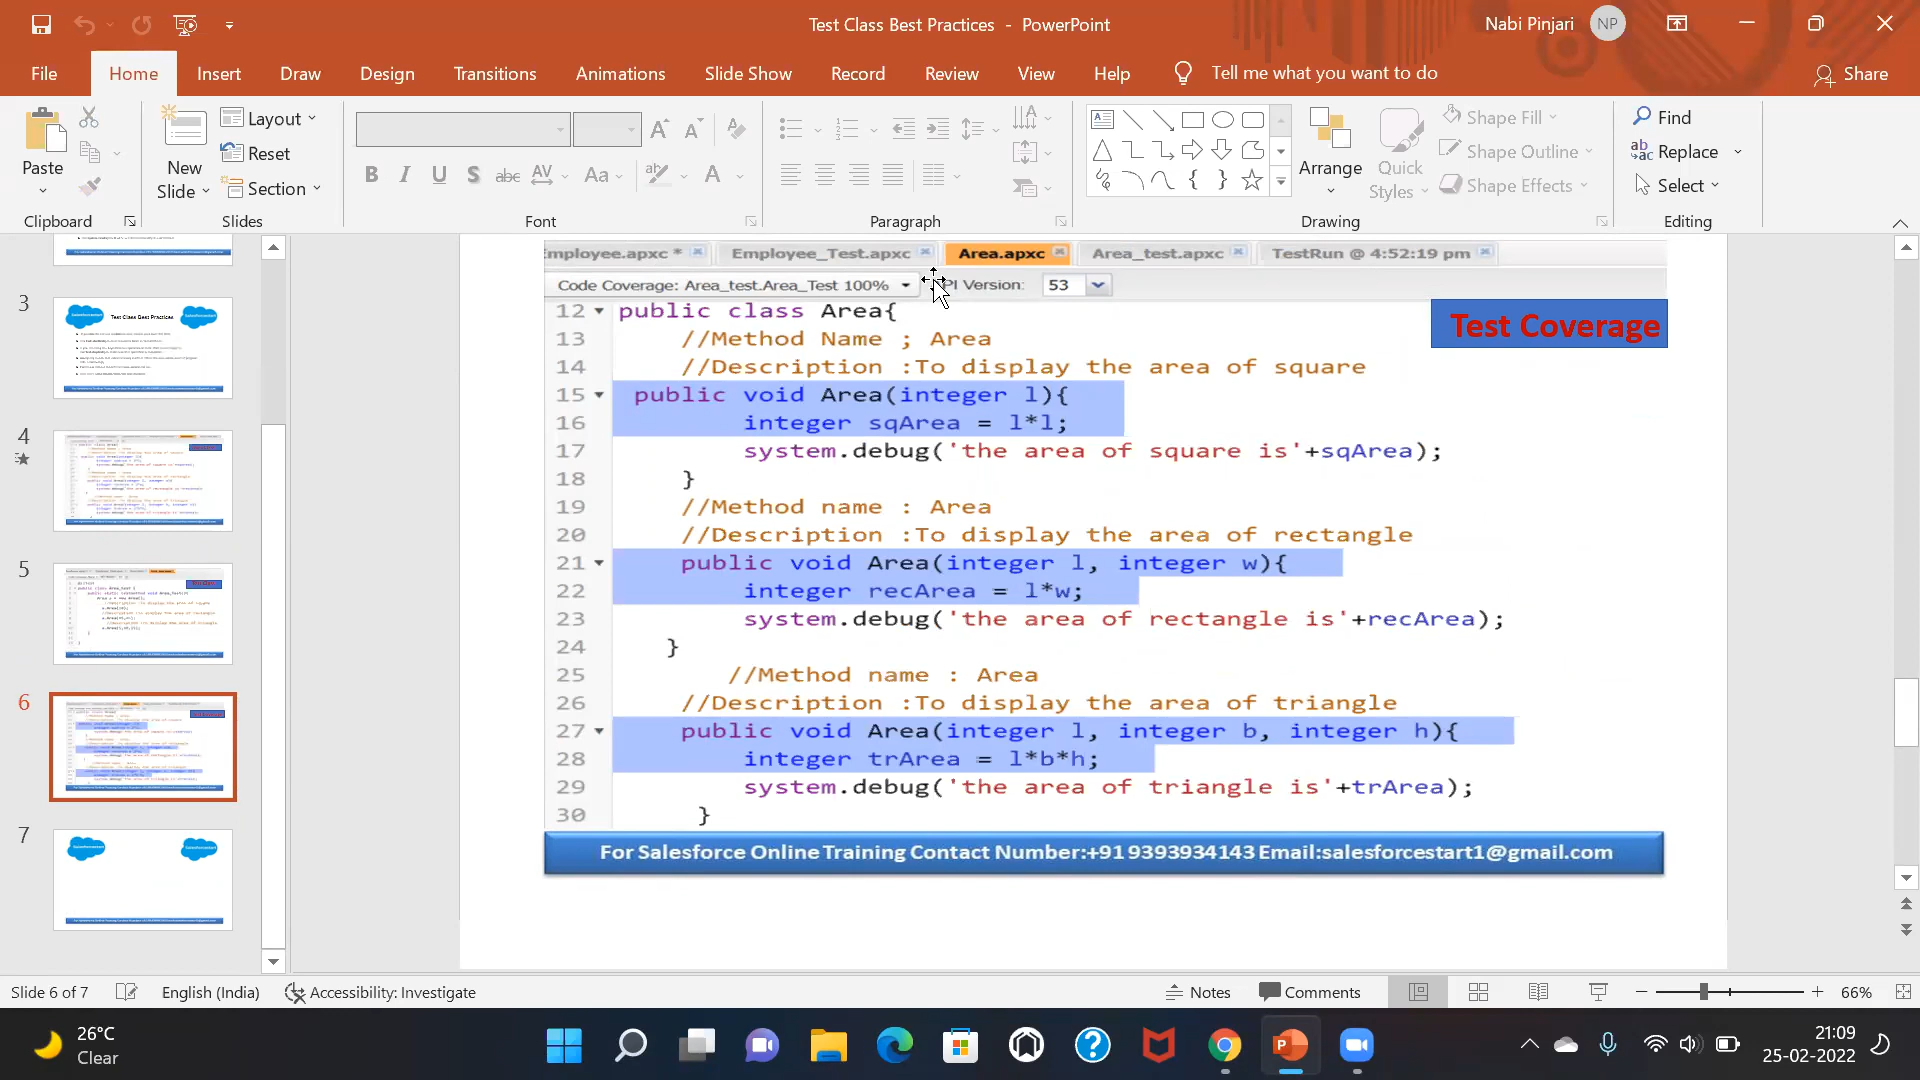 Test Class Best Practices - PowerPoint
Nabi Pinjari NP
File Home Insert Draw Design Transitions Animations Slide Show Record Review View Help Tell me what you want to do Share
Paste
New Slide
Layout
Reset
Section
B I U S abc AV Aa A
Arrange
Quick Styles
Shape Fill
Shape Outline
Shape Effects
Find
Replace
Select
Clipboard Slides Font Paragraph Drawing Editing
mployee.apxc * Employee_Test.apxc Area.apxc Area_test.apxc TestRun @ 4:52:19 pm
Code Coverage: Area_test.Area_Test 100% PI Version: 53
Test Coverage
12 public class Area{
13 //Method Name ; Area
14 //Description :To display the area of square
15 public void Area(integer l){
16 integer sqArea = l*l;
17 system.debug('the area of square is'+sqArea);
18 }
19 //Method name : Area
20 //Description :To display the area of rectangle
21 public void Area(integer l, integer w){
22 integer recArea = l*w;
23 system.debug('the area of rectangle is'+recArea);
24 }
25 //Method name : Area
26 //Description :To display the area of triangle
27 public void Area(integer l, integer b, integer h){
28 integer trArea = l*b*h;
29 system.debug('the area of triangle is'+trArea);
30 }
For Salesforce Online Training Contact Number:+91 9393934143 Email:salesforcestart1@gmail.com
3
Test Class Best Practices
4
5
6
7
Slide 6 of 7 English (India) Accessibility: Investigate Notes Comments 66%
26°C
Clear
21:09
25-02-2022